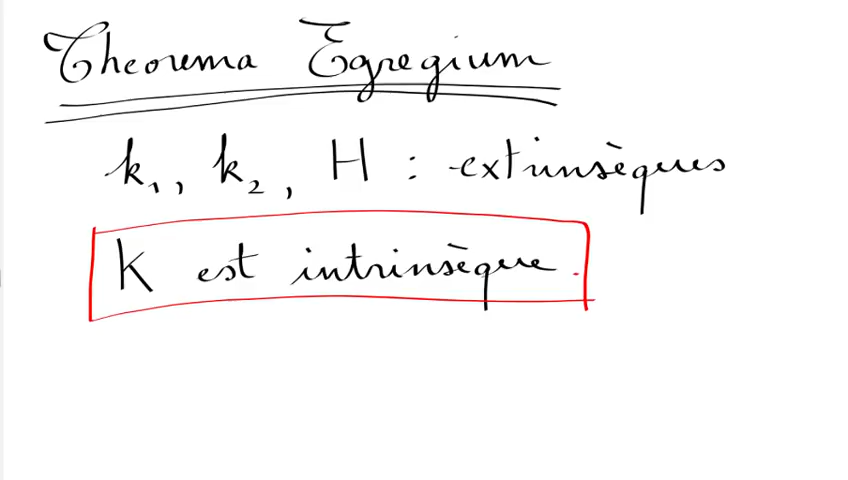 Theorema Egregium
k₁, k₂, H : extrinsèques
K est intrinsèque.